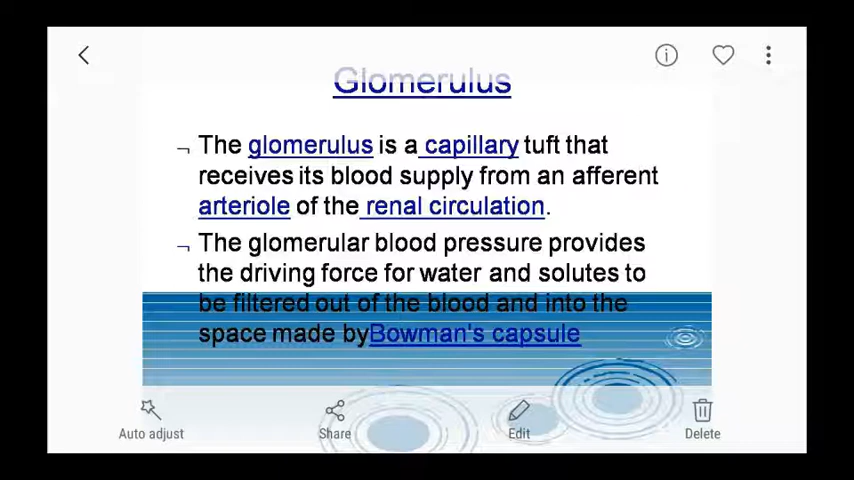 Glomerulus
¬ The glomerulus is a capillary tuft that
receives its blood supply from an afferent
arteriole of the renal circulation.
¬ The glomerular blood pressure provides
the driving force for water and solutes to
be filtered out of the blood and into the
space made byBowman's capsule
Auto adjust Share Edit Delete